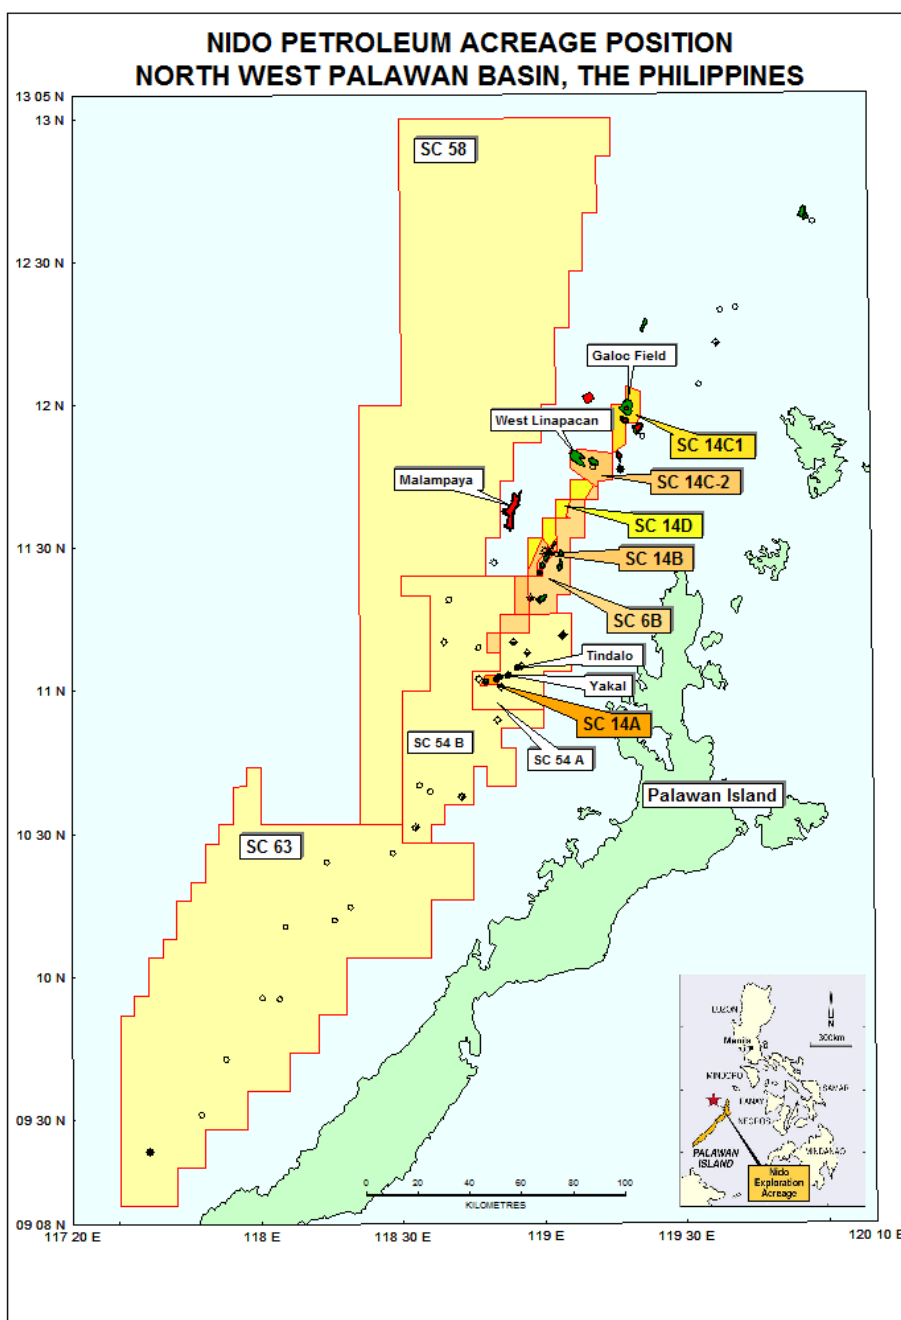 NIDO PETROLEUM ACREAGE POSITION
NORTH WEST PALAWAN BASIN, THE PHILIPPINES
13 05 N
13 N
12 30 N
12 N
11 30 N
11 N
10 30 N
10 N
09 30 N
09 08 N
117 20 E
118 E
118 30 E
119 E
119 30 E
120 10 E
SC 58
Galoc Field
West Linapacan
SC 14C1
SC 14C-2
Malampaya
SC 14D
SC 14B
SC 6B
Tindalo
Yakal
SC 14A
SC 54 B
SC 54 A
Palawan Island
SC 63
0 20 40 60 80 100
KILOMETRES
LUZON
N
300km
Manila
MINDORO
SAMAR
PANAY
NEGROS
MINDANAO
PALAWAN
ISLAND
Nido
Exploration
Acreage